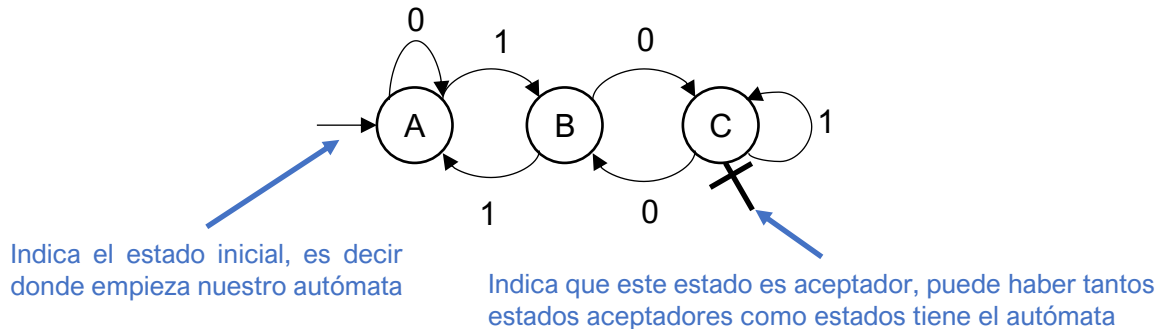 0
1
0
A
B
C
1
1
0
Indica el estado inicial, es decir
donde empieza nuestro autómata
Indica que este estado es aceptador, puede haber tantos
estados aceptadores como estados tiene el autómata